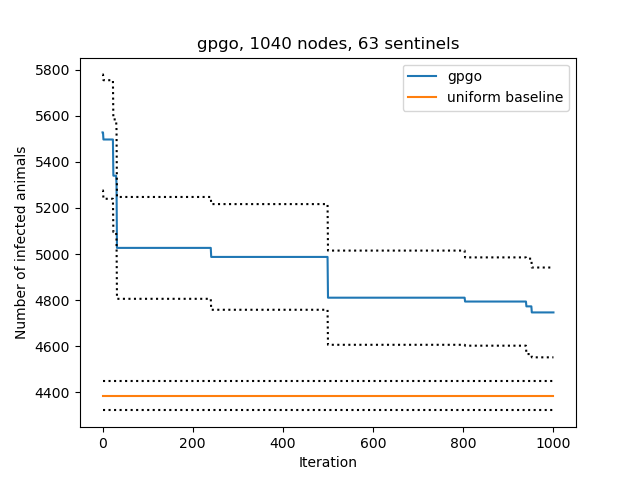 gpgo, 1040 nodes, 63 sentinels
gpgo
uniform baseline
Number of infected animals
5800
5600
5400
5200
5000
4800
4600
4400
0 200 400 600 800 1000
Iteration